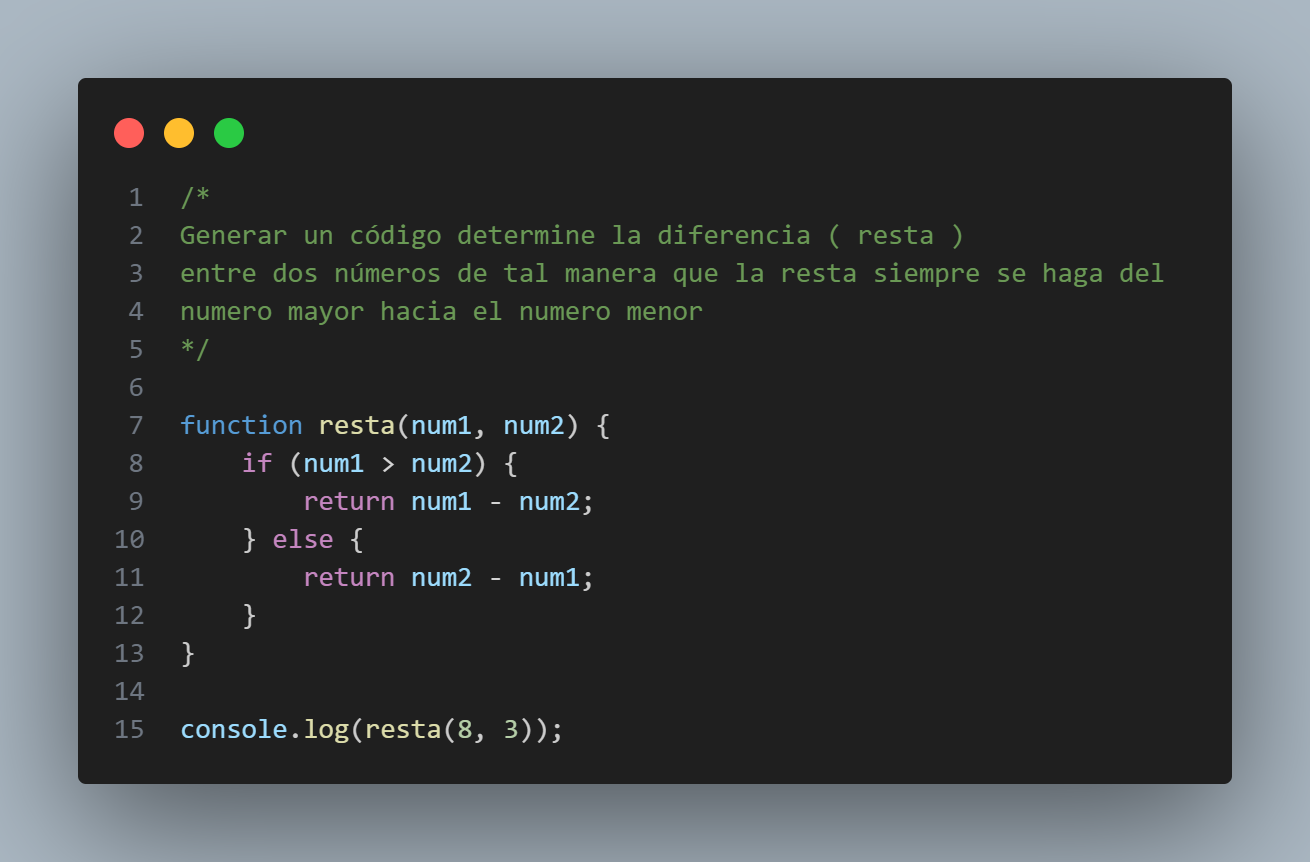 1 /*
2 Generar un código determine la diferencia ( resta )
3 entre dos números de tal manera que la resta siempre se haga del
4 numero mayor hacia el numero menor
5 */
6
7 function resta(num1, num2) {
8     if (num1 > num2) {
9         return num1 - num2;
10     } else {
11         return num2 - num1;
12     }
13 }
14
15 console.log(resta(8, 3));